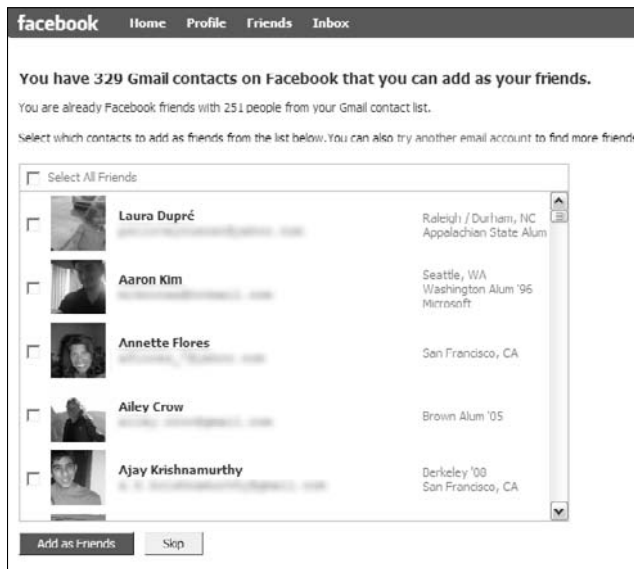 facebook Home Profile Friends Inbox
You have 329 Gmail contacts on Facebook that you can add as your friends.
You are already Facebook friends with 251 people from your Gmail contact list.
Select which contacts to add as friends from the list below. You can also try another email account to find more friends
Select All Friends
Laura Dupré
Raleigh / Durham, NC
Appalachian State Alum
Aaron Kim
Seattle, WA
Washington Alum '96
Microsoft
Annette Flores
San Francisco, CA
Ailey Crow
Brown Alum '05
Ajay Krishnamurthy
Berkeley '08
San Francisco, CA
Add as Friends Skip